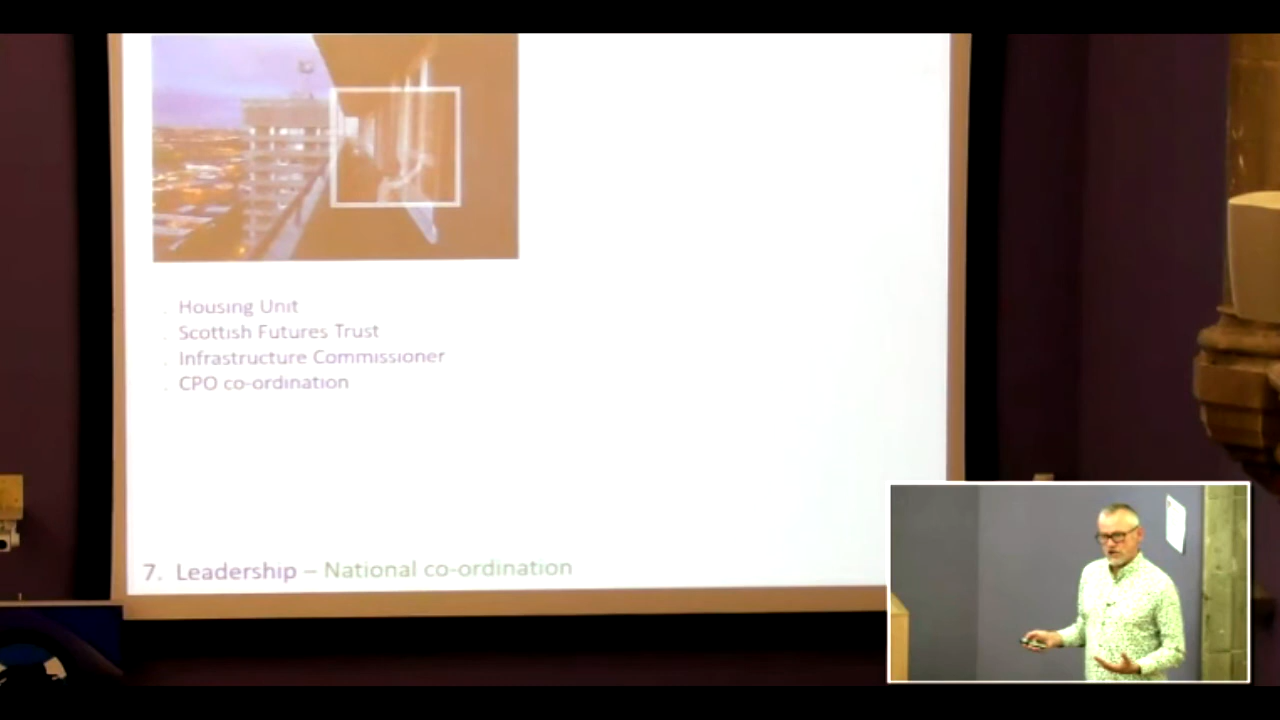 . Housing Unit
. Scottish Futures Trust
. Infrastructure Commissioner
. CPO co-ordination
7. Leadership – National co-ordination